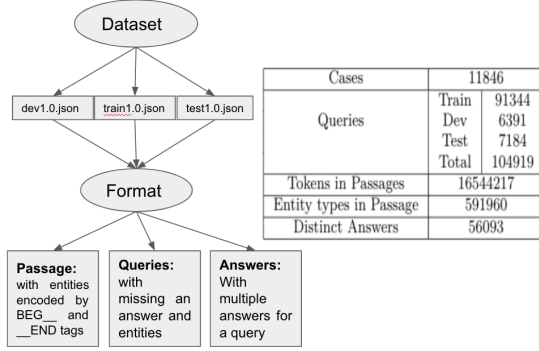 Dataset
dev1.0.json
train1.0.json
test1.0.json
Format
Passage:
with entities
encoded by
BEG__ and
__END tags
Queries:
with
missing an
answer and
entities
Answers:
With
multiple
answers for
a query
Cases 11846
Queries
Train 91344
Dev 6391
Test 7184
Total 104919
Tokens in Passages 16544217
Entity types in Passage 591960
Distinct Answers 56093